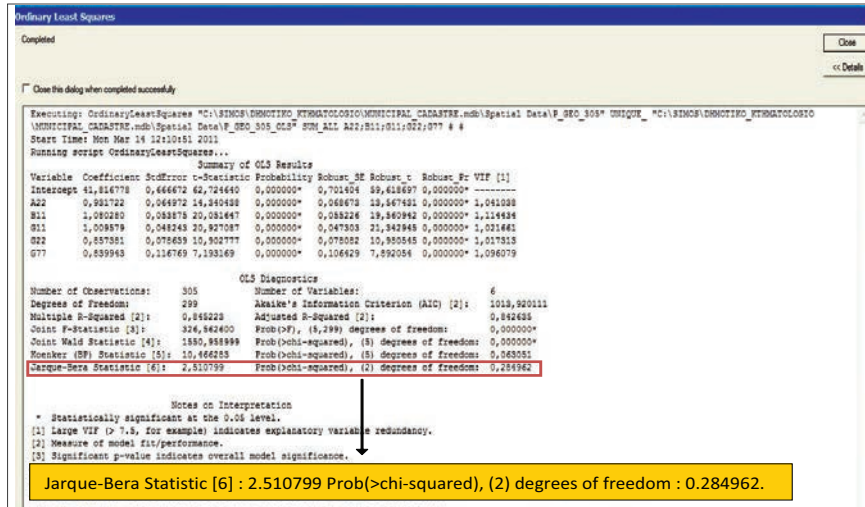 Ordinary Least Squares
Completed
Close
<< Details
Close this dialog when completed successfully
Executing: OrdinaryLeastSquares "C:\SIMOS\DHMOTIKO_KTHMATOLOGIO\MUNICIPAL_CADASTRE.mdb\Spatial Data\P_GEO_305" UNIQUE_ "C:\SIMOS\DHMOTIKO_KTHMATOLOGIO
\MUNICIPAL_CADASTRE.mdb\Spatial Data\P_GEO_305_OLS" SUM_ALL A22;B11;G11;G22;G77 # #
Start Time: Mon Mar 14 12:10:51 2011
Running script OrdinaryLeastSquares...
Summary of OLS Results
Variable Coefficient StdError t-Statistic Probability Robust_SE Robust_t Robust_Pr VIF [1]
Intercept 41,816778 0,666672 62,724640 0,000000* 0,701404 59,618697 0,000000* --------
A22 0,931722 0,064972 14,340438 0,000000* 0,068673 13,567431 0,000000* 1,041038
B11 1,080280 0,053875 20,051647 0,000000* 0,055226 19,560942 0,000000* 1,114434
G11 1,009579 0,048243 20,927087 0,000000* 0,047303 21,342945 0,000000* 1,021661
G22 0,857381 0,078639 10,902777 0,000000* 0,078082 10,980545 0,000000* 1,017313
G77 0,839943 0,116769 7,193169 0,000000* 0,106429 7,892054 0,000000* 1,096079
OLS Diagnostics
Number of Observations: 305 Number of Variables: 6
Degrees of Freedom: 299 Akaike's Information Criterion (AIC) [2]: 1013,920111
Multiple R-Squared [2]: 0,845223 Adjusted R-Squared [2]: 0,842635
Joint F-Statistic [3]: 326,562600 Prob(>F), (5,299) degrees of freedom: 0,000000*
Joint Wald Statistic [4]: 1550,958999 Prob(>chi-squared), (5) degrees of freedom: 0,000000*
Koenker (BP) Statistic [5]: 10,466283 Prob(>chi-squared), (5) degrees of freedom: 0,063051
Jarque-Bera Statistic [6]: 2,510799 Prob(>chi-squared), (2) degrees of freedom: 0,284962
Notes on Interpretation
* Statistically significant at the 0.05 level.
[1] Large VIF (> 7.5, for example) indicates explanatory variable redundancy.
[2] Measure of model fit/performance.
[3] Significant p-value indicates overall model significance.
Jarque-Bera Statistic [6] : 2.510799 Prob(>chi-squared), (2) degrees of freedom : 0.284962.